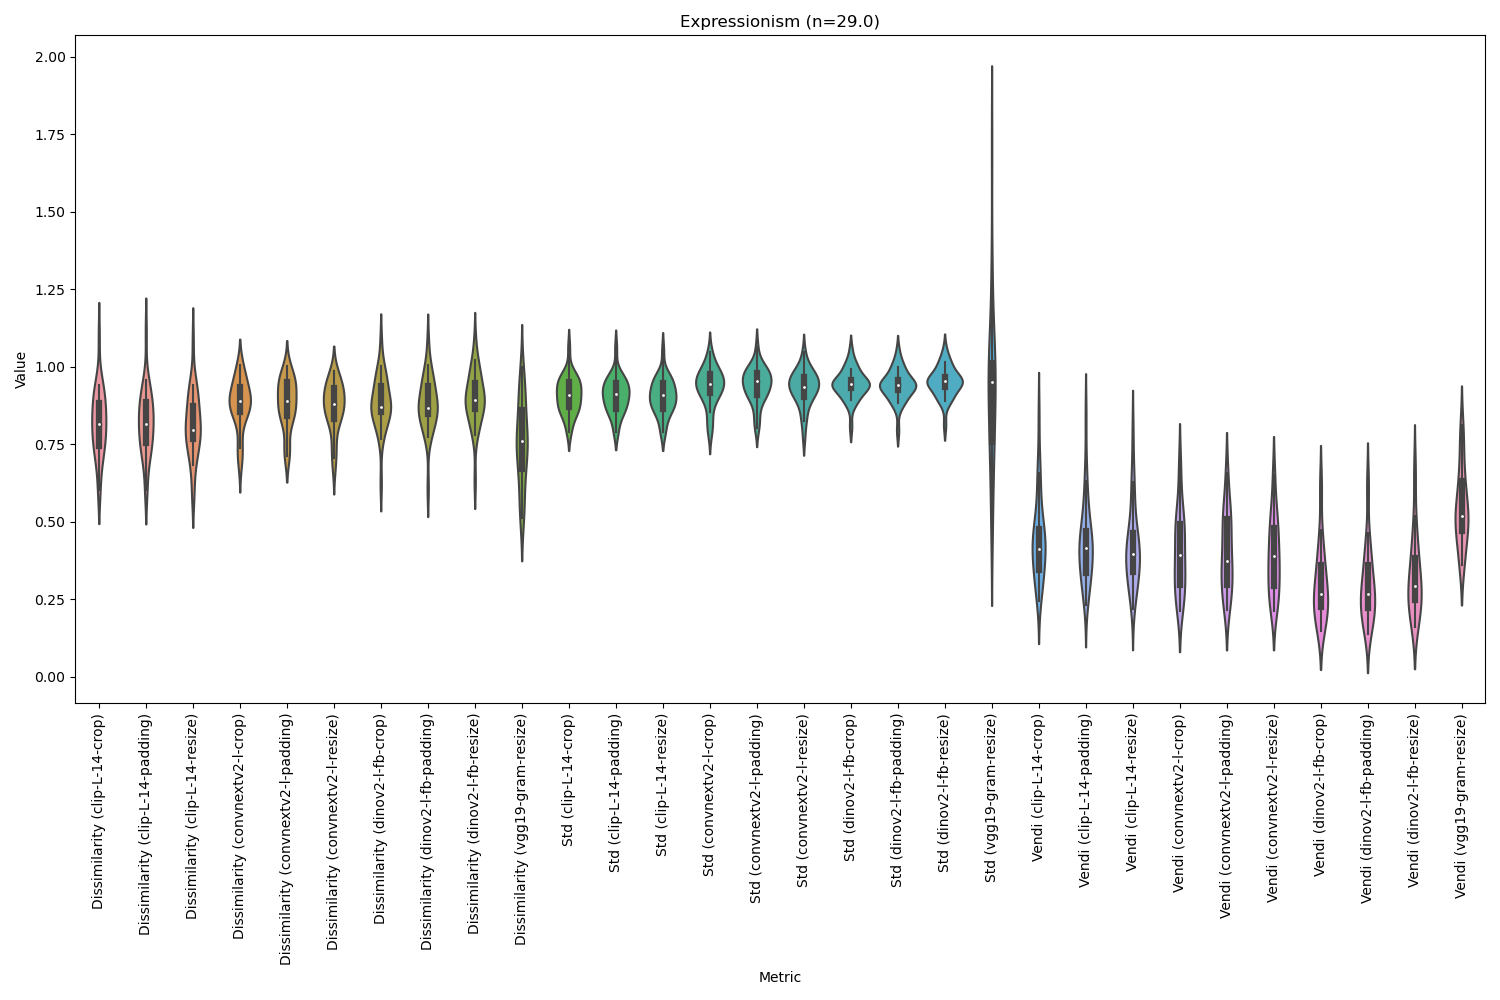 Expressionism (n=29.0)
2.00
1.75
1.50
1.25
1.00
0.75
0.50
0.25
0.00
Value
Dissimilarity (clip-L-14-crop)
Dissimilarity (clip-L-14-padding)
Dissimilarity (clip-L-14-resize)
Dissimilarity (convnextv2-l-crop)
Dissimilarity (convnextv2-l-padding)
Dissimilarity (convnextv2-l-resize)
Dissimilarity (dinov2-l-fb-crop)
Dissimilarity (dinov2-l-fb-padding)
Dissimilarity (dinov2-l-fb-resize)
Dissimilarity (vgg19-gram-resize)
Std (clip-L-14-crop)
Std (clip-L-14-padding)
Std (clip-L-14-resize)
Std (convnextv2-l-crop)
Std (convnextv2-l-padding)
Std (convnextv2-l-resize)
Std (dinov2-l-fb-crop)
Std (dinov2-l-fb-padding)
Std (dinov2-l-fb-resize)
Std (vgg19-gram-resize)
Vendi (clip-L-14-crop)
Vendi (clip-L-14-padding)
Vendi (clip-L-14-resize)
Vendi (convnextv2-l-crop)
Vendi (convnextv2-l-padding)
Vendi (convnextv2-l-resize)
Vendi (dinov2-l-fb-crop)
Vendi (dinov2-l-fb-padding)
Vendi (dinov2-l-fb-resize)
Vendi (vgg19-gram-resize)
Metric